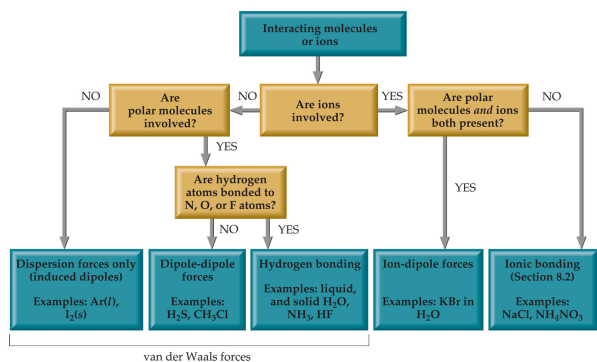 Interacting molecules
or ions
NO
Are
polar molecules
involved?
NO
Are ions
involved?
YES
Are polar
molecules and ions
both present?
NO
YES
Are hydrogen
atoms bonded to
N, O, or F atoms?
YES
NO
YES
Dispersion forces only
(induced dipoles)
Examples: Ar(l),
I₂(s)
Dipole-dipole
forces
Examples:
H₂S, CH₃Cl
Hydrogen bonding
Examples: liquid,
and solid H₂O,
NH₃, HF
Ion-dipole forces
Examples: KBr in
H₂O
Ionic bonding
(Section 8.2)
Examples:
NaCl, NH₄NO₃
van der Waals forces